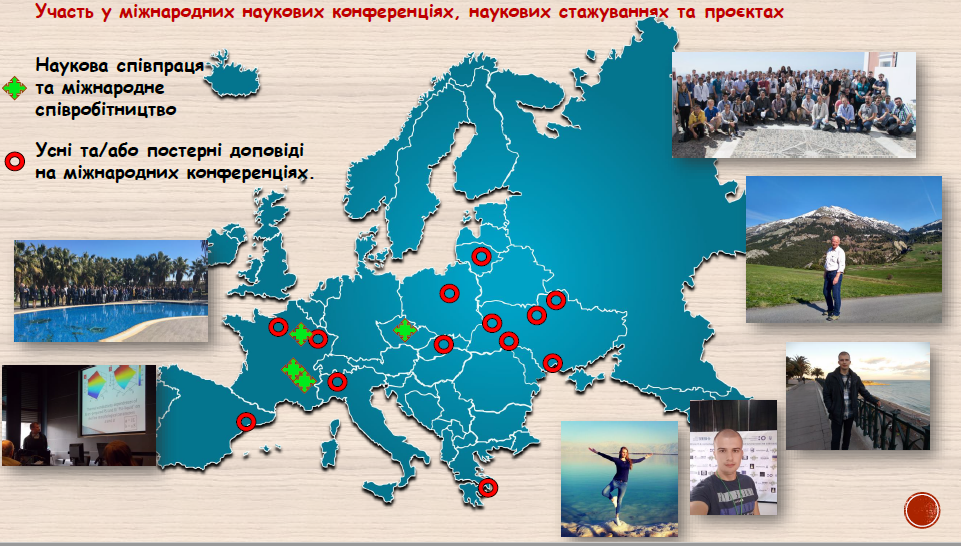 Участь у міжнародних наукових конференціях, наукових стажуваннях та проєктах
Наукова співпраця
та міжнародне
співробітництво
Усні та/або постерні доповіді
на міжнародних конференціях.